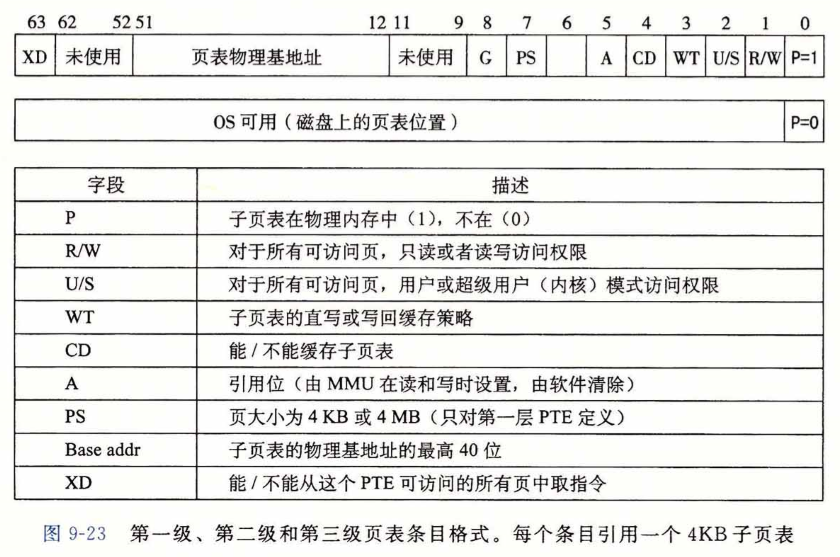 63 62 52 51 12 11 9 8 7 6 5 4 3 2 1 0
XD 未使用 页表物理基地址 未使用 G PS A CD WT U/S R/W P=1
OS 可用（磁盘上的页表位置） P=0
字段 描述
P 子页表在物理内存中（1），不在（0）
R/W 对于所有可访问页，只读或者读写访问权限
U/S 对于所有可访问页，用户或超级用户（内核）模式访问权限
WT 子页表的直写或写回缓存策略
CD 能 / 不能缓存子页表
A 引用位（由 MMU 在读和写时设置，由软件清除）
PS 页大小为 4 KB 或 4 MB（只对第一层 PTE 定义）
Base addr 子页表的物理基地址的最高 40 位
XD 能 / 不能从这个 PTE 可访问的所有页中取指令
图 9-23 第一级、第二级和第三级页表条目格式。每个条目引用一个 4KB 子页表